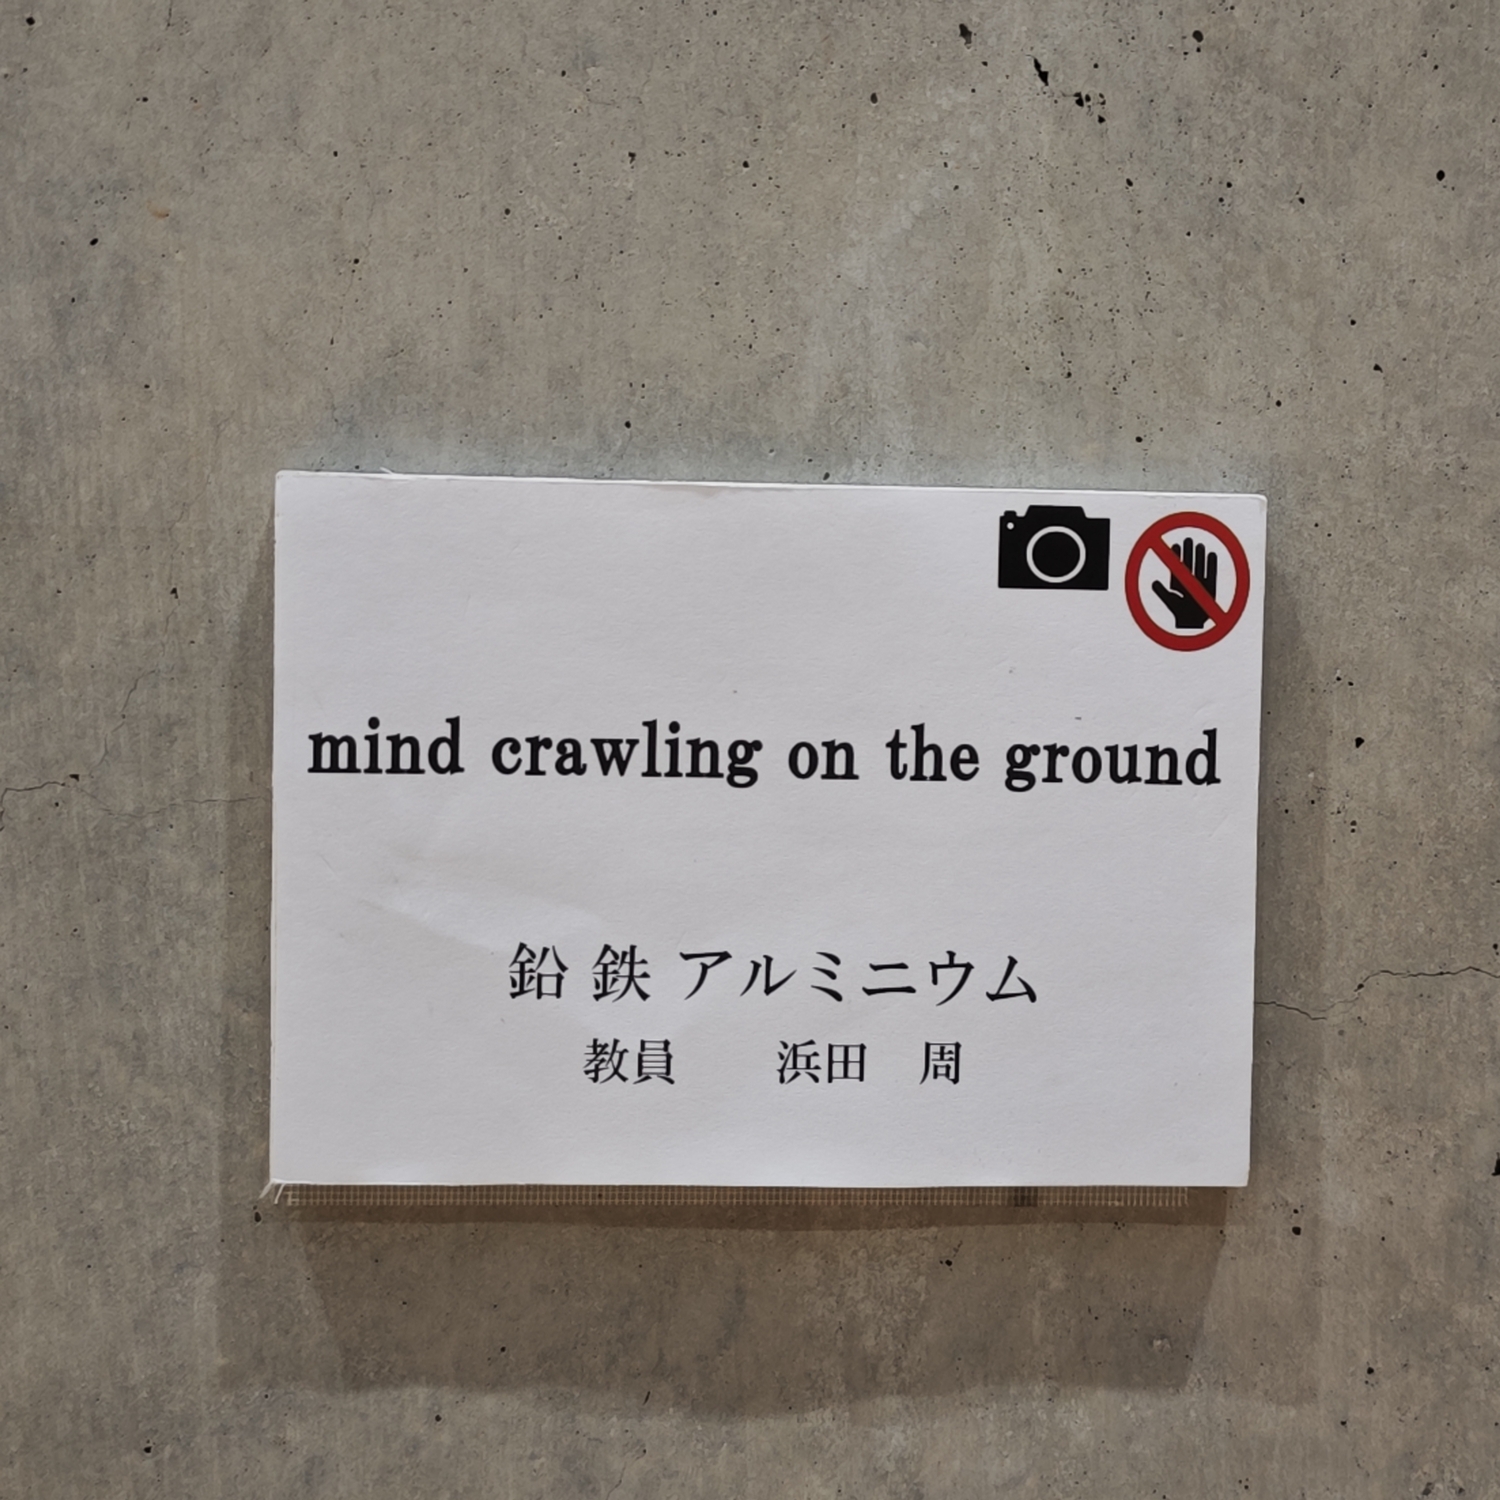 mind crawling on the ground
鉛 鉄 アルミニウム
教員　　浜田　周